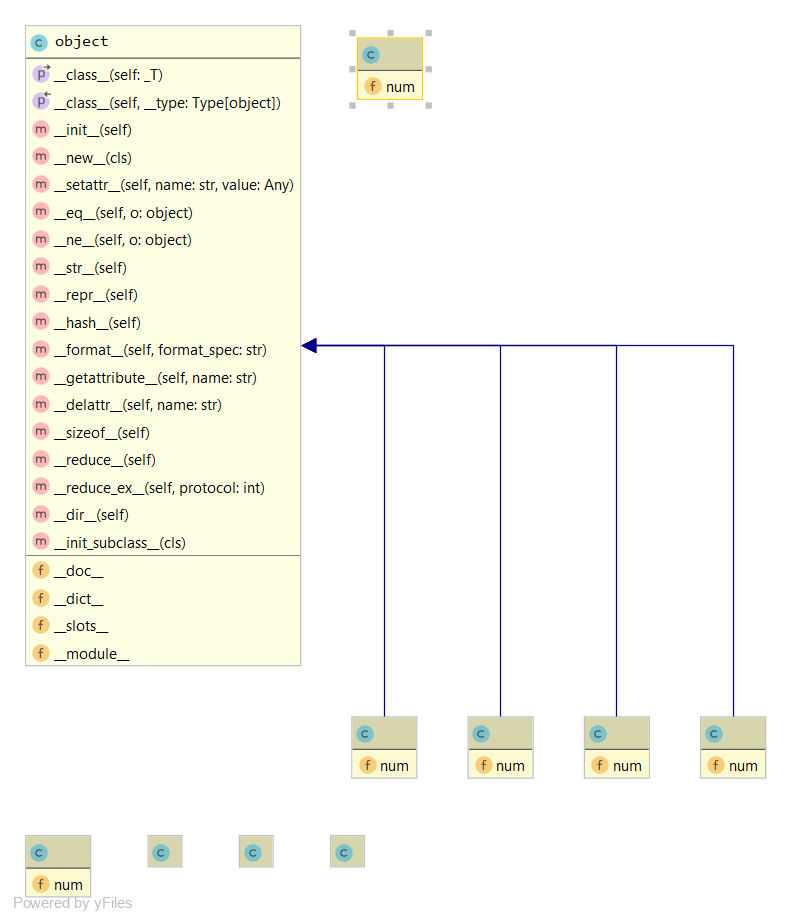 c object
p __class__(self: _T)
p __class__(self, __type: Type[object])
m __init__(self)
m __new__(cls)
m __setattr__(self, name: str, value: Any)
m __eq__(self, o: object)
m __ne__(self, o: object)
m __str__(self)
m __repr__(self)
m __hash__(self)
m __format__(self, format_spec: str)
m __getattribute__(self, name: str)
m __delattr__(self, name: str)
m __sizeof__(self)
m __reduce__(self)
m __reduce_ex__(self, protocol: int)
m __dir__(self)
m __init_subclass__(cls)
f __doc__
f __dict__
f __slots__
f __module__
c
f num
c
f num
c
f num
c
f num
c
f num
c
f num
c
c
c
Powered by yFiles